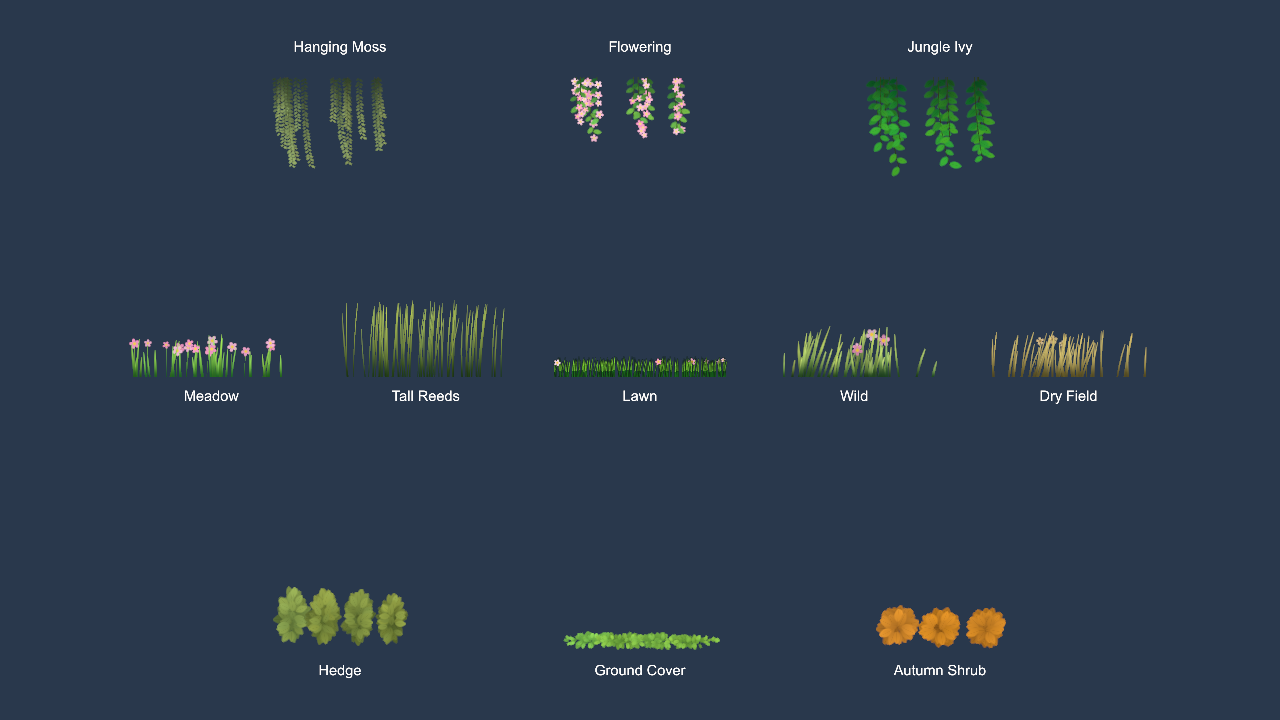 Hanging Moss
Flowering
Jungle Ivy
Meadow
Tall Reeds
Lawn
Wild
Dry Field
Hedge
Ground Cover
Autumn Shrub